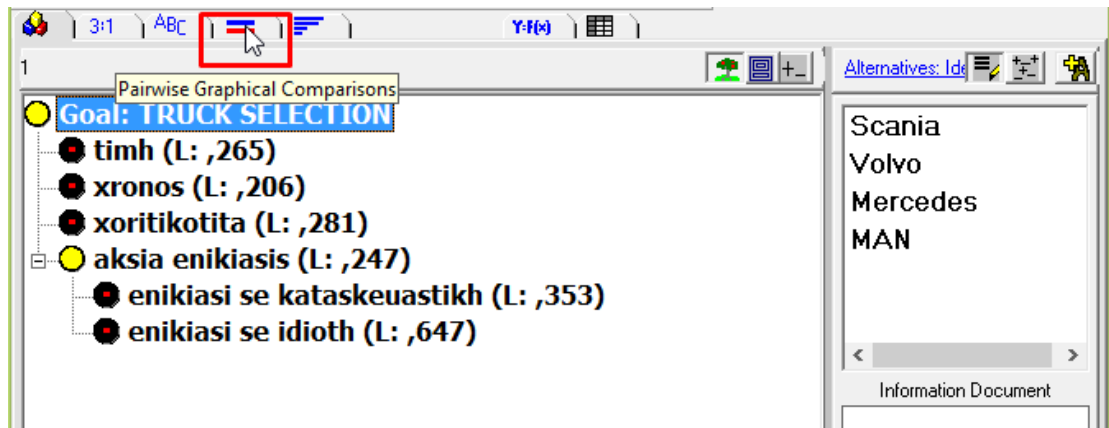 3:1 ABC Y=F(x)
1
Pairwise Graphical Comparisons
Alternatives: Ide
Goal: TRUCK SELECTION
timh (L: ,265)
xronos (L: ,206)
xoritikotita (L: ,281)
aksia enikiasis (L: ,247)
enikiasi se kataskeuastikh (L: ,353)
enikiasi se idioth (L: ,647)
Scania
Volvo
Mercedes
MAN
Information Document